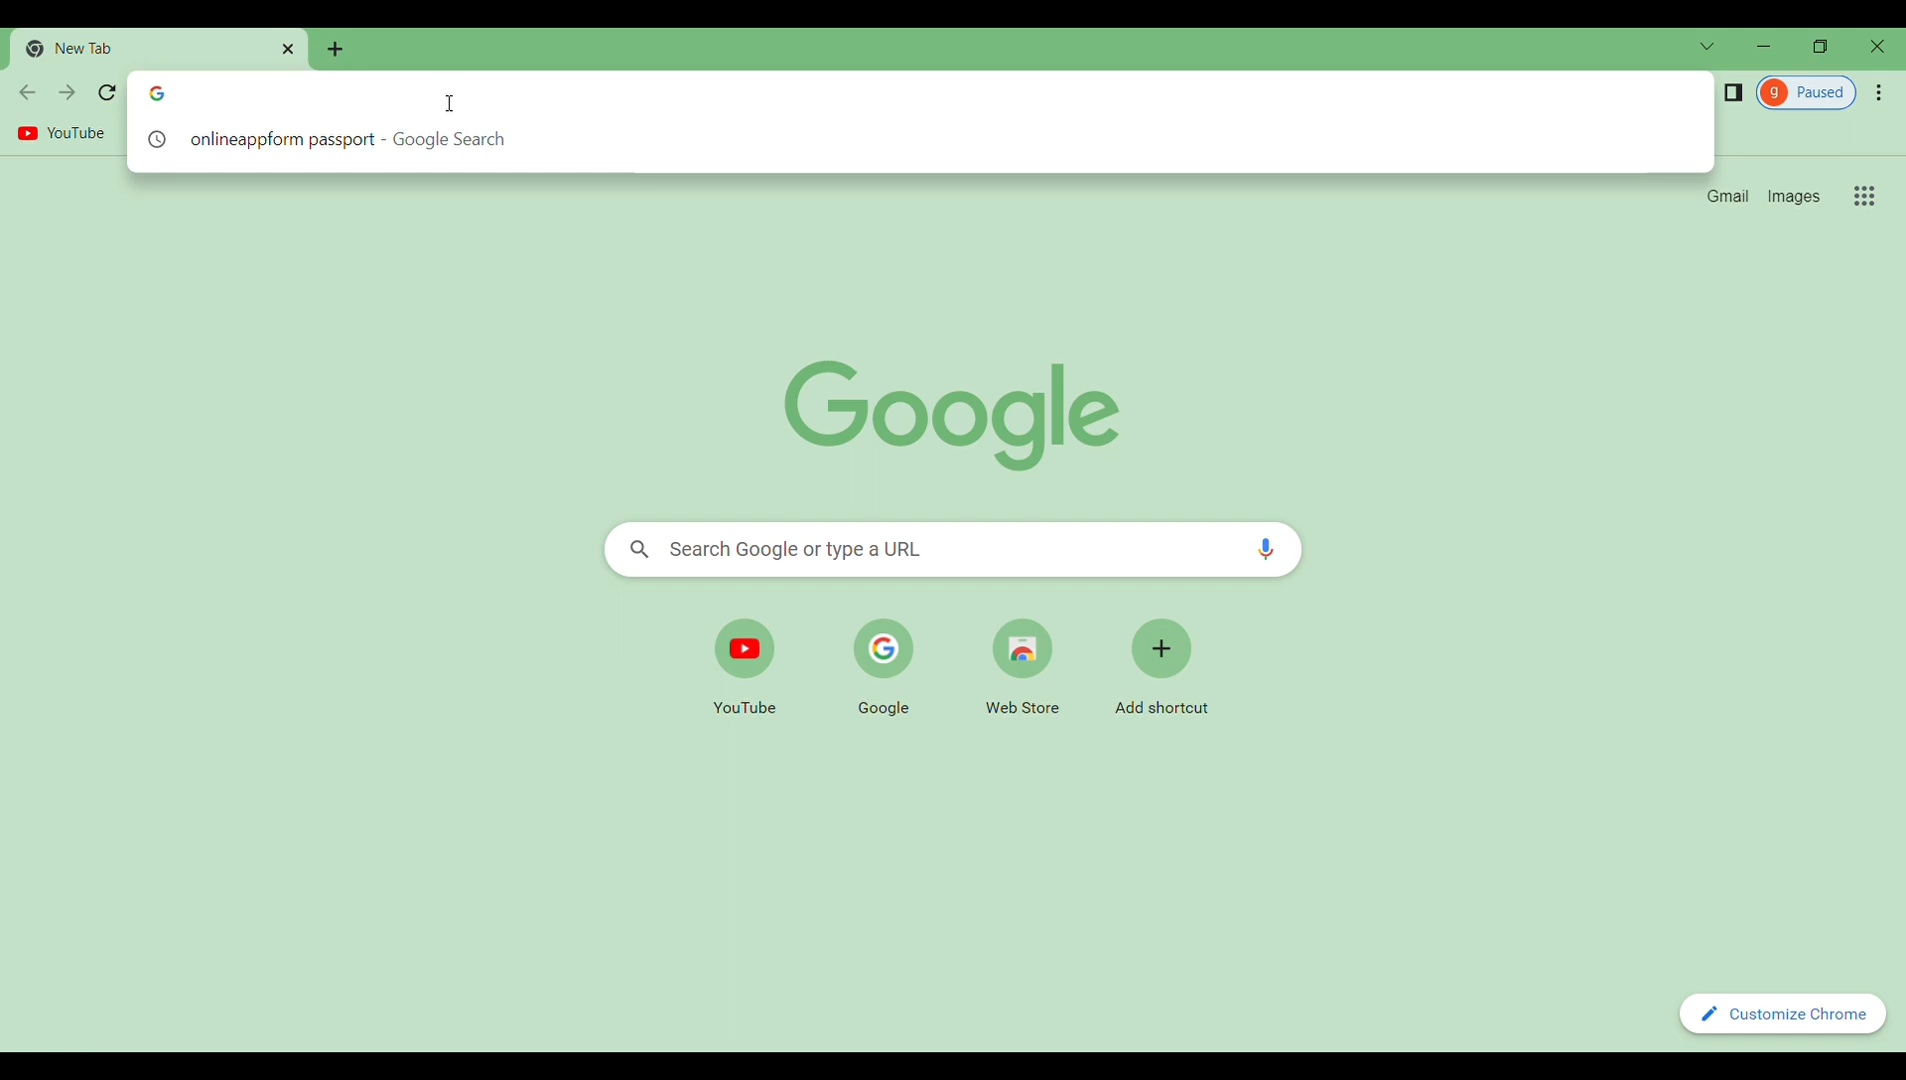 New Tab
g Paused
YouTube
onlineappform passport - Google Search
Gmail Images
Google
Search Google or type a URL
YouTube Google Web Store Add shortcut
Customize Chrome